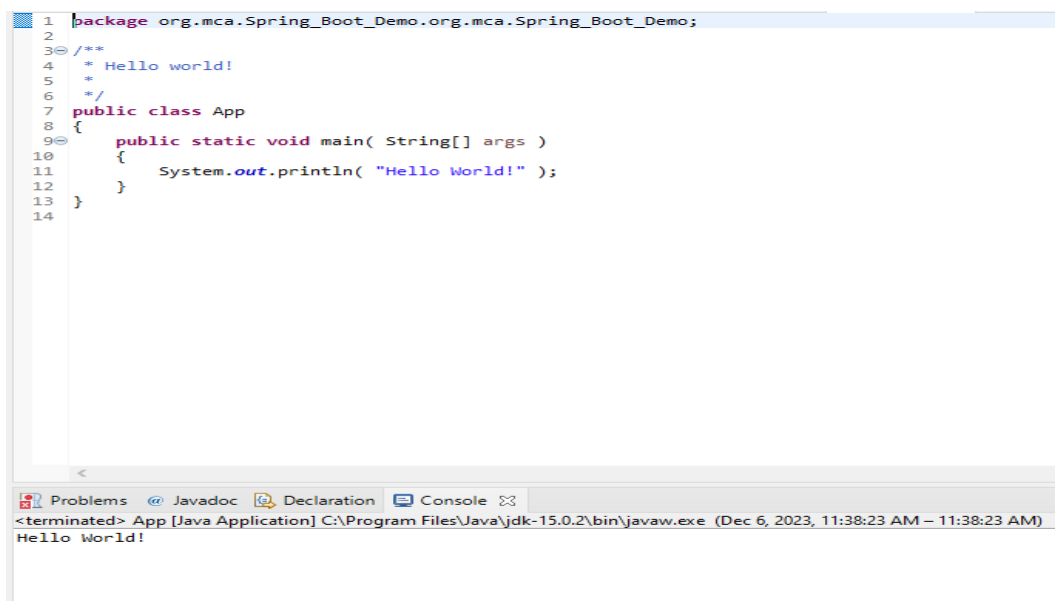 1 package org.mca.Spring_Boot_Demo.org.mca.Spring_Boot_Demo;
2
3 /**
4  * Hello world!
5  *
6  */
7 public class App
8 {
9     public static void main( String[] args )
10     {
11         System.out.println( "Hello World!" );
12     }
13 }
14
Problems @ Javadoc Declaration Console
<terminated> App [Java Application] C:\Program Files\Java\jdk-15.0.2\bin\javaw.exe (Dec 6, 2023, 11:38:23 AM – 11:38:23 AM)
Hello World!